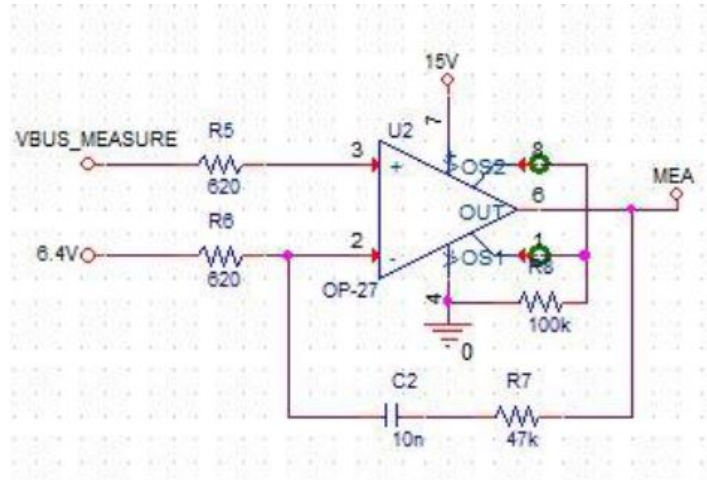 15V
VBUS_MEASURE
R5
620
U2
7
3
+
OS2
8
MEA
6
OUT
R6
620
6.4V
2
-
OS1
1
OP-27
4
R8
100k
0
C2
10n
R7
47k